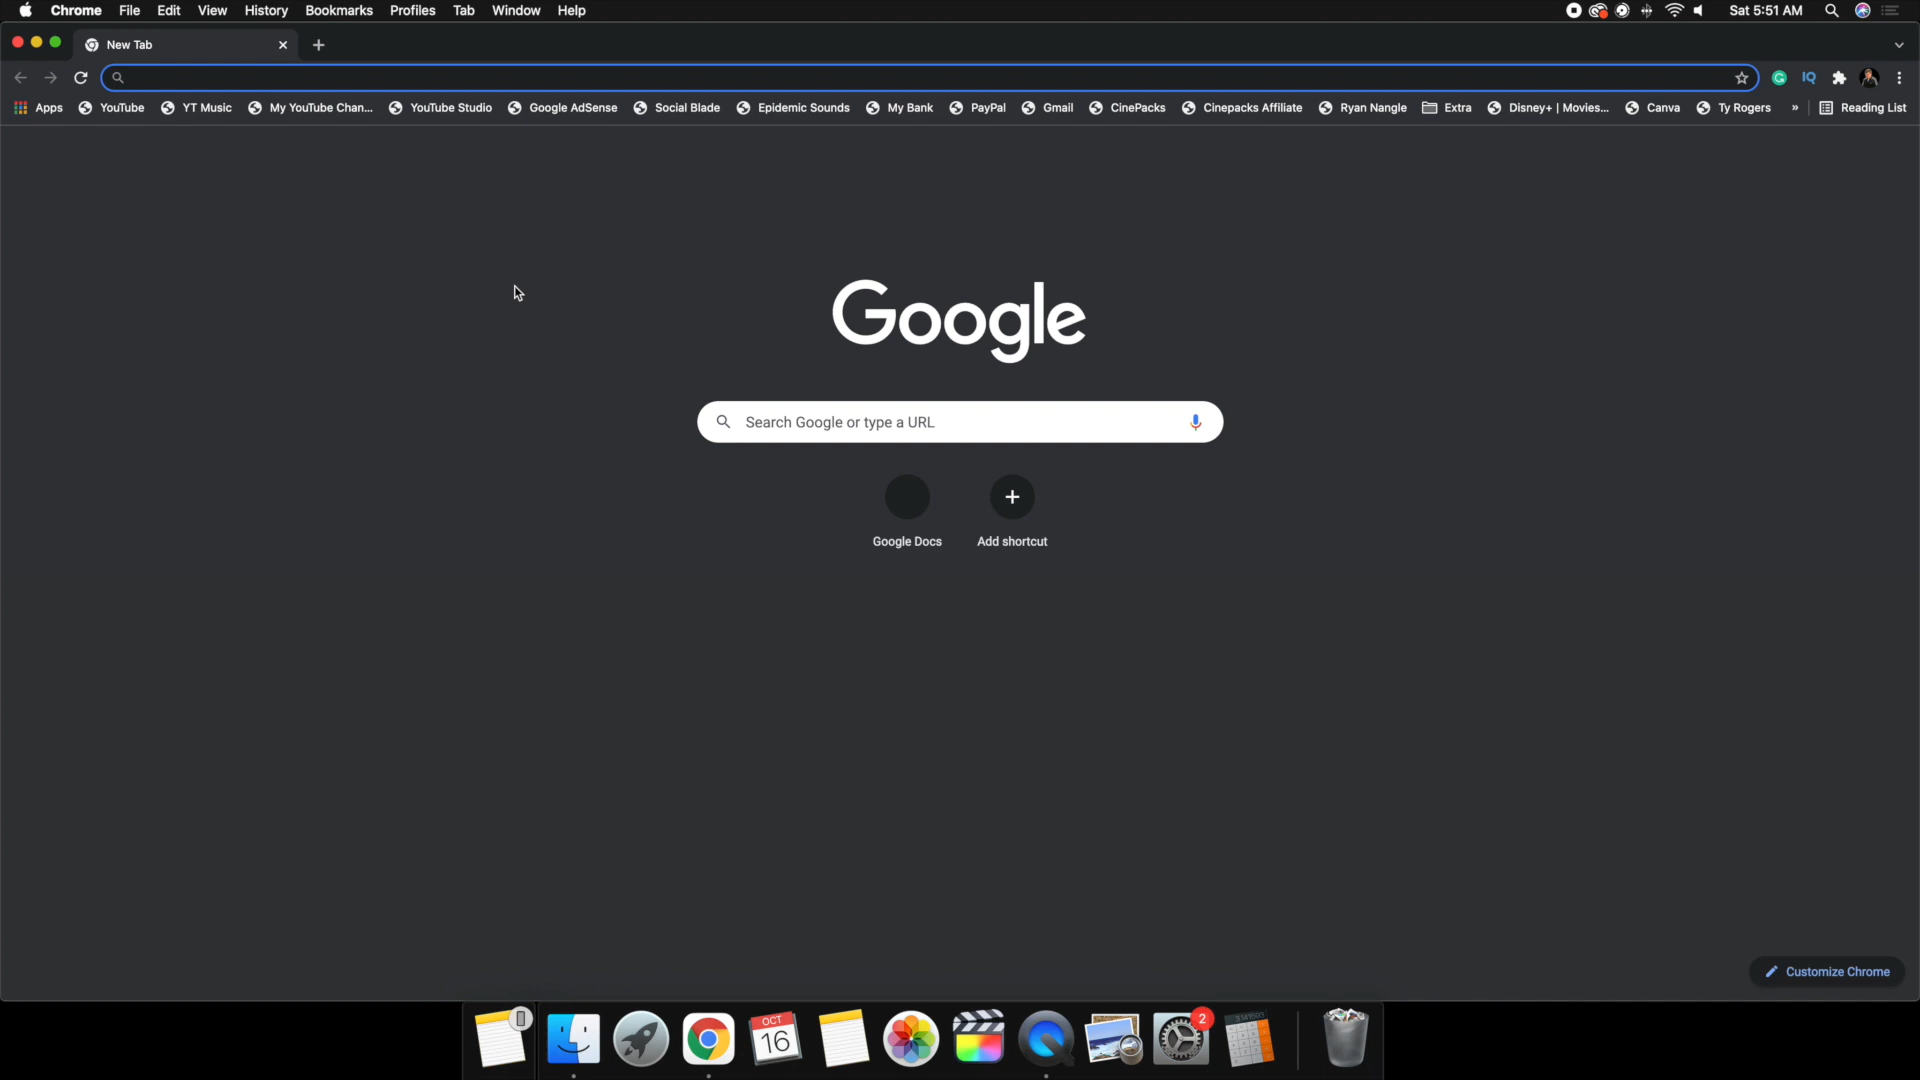 Chrome File Edit View History Bookmarks Profiles Tab Window Help Sat 5:51 AM
New Tab
Apps YouTube YT Music My YouTube Chan... YouTube Studio Google AdSense Social Blade Epidemic Sounds My Bank PayPal Gmail CinePacks Cinepacks Affiliate Ryan Nangle Extra Disney+ | Movies... Canva Ty Rogers » Reading List
IQ
Google
Search Google or type a URL
Google Docs Add shortcut
Customize Chrome
OCT
16
2